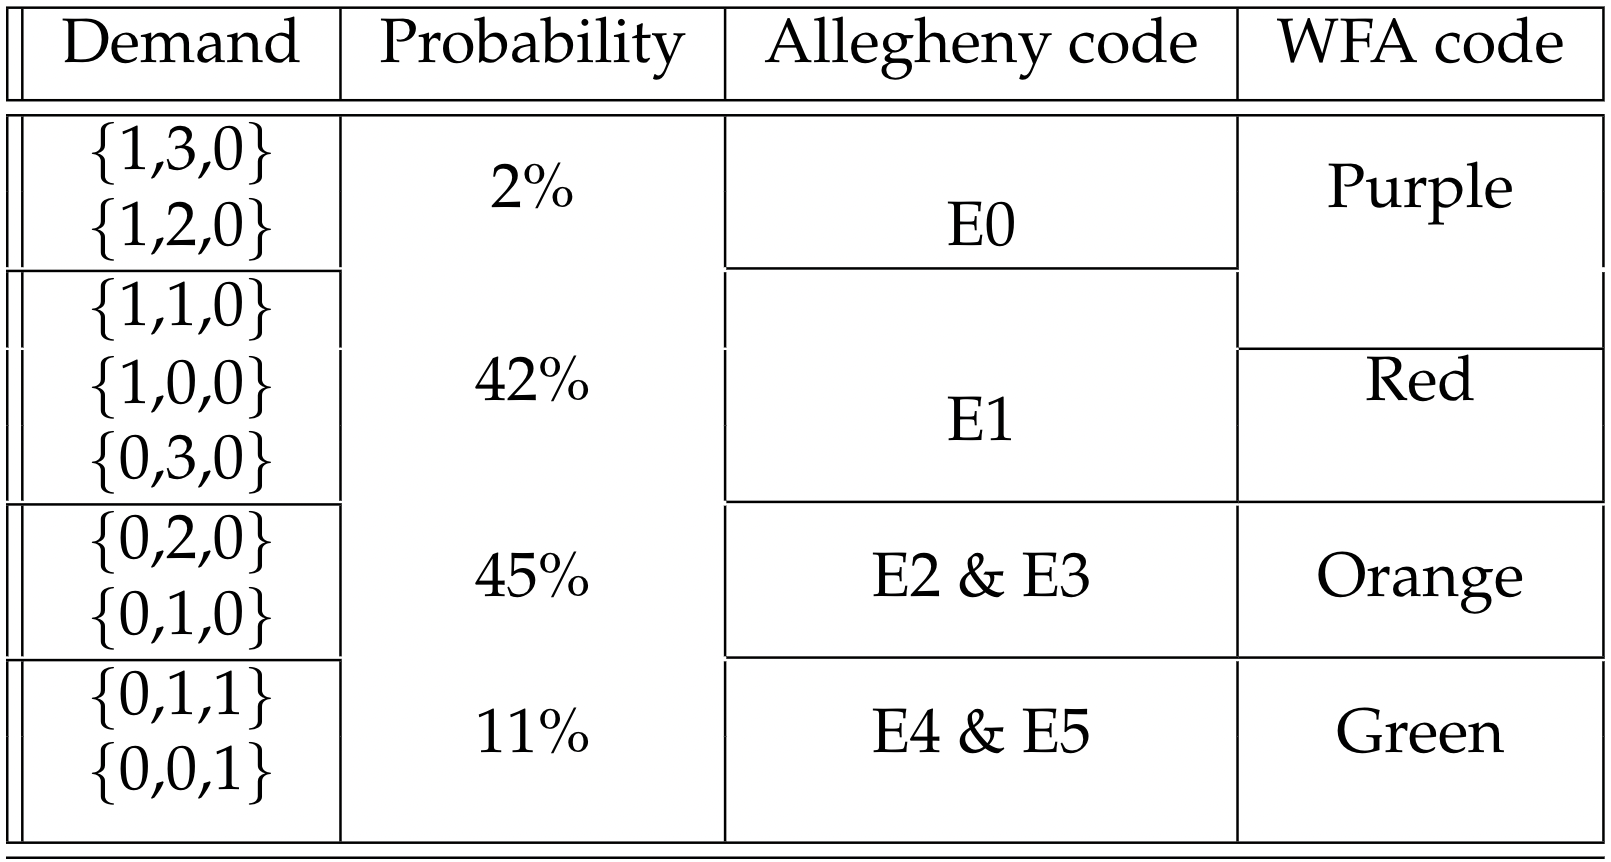 Demand Probability Allegheny code WFA code
{1,3,0}
2% Purple
{1,2,0} E0
{1,1,0}
{1,0,0} 42% Red
E1
{0,3,0}
{0,2,0}
45% E2 & E3 Orange
{0,1,0}
{0,1,1}
11% E4 & E5 Green
{0,0,1}